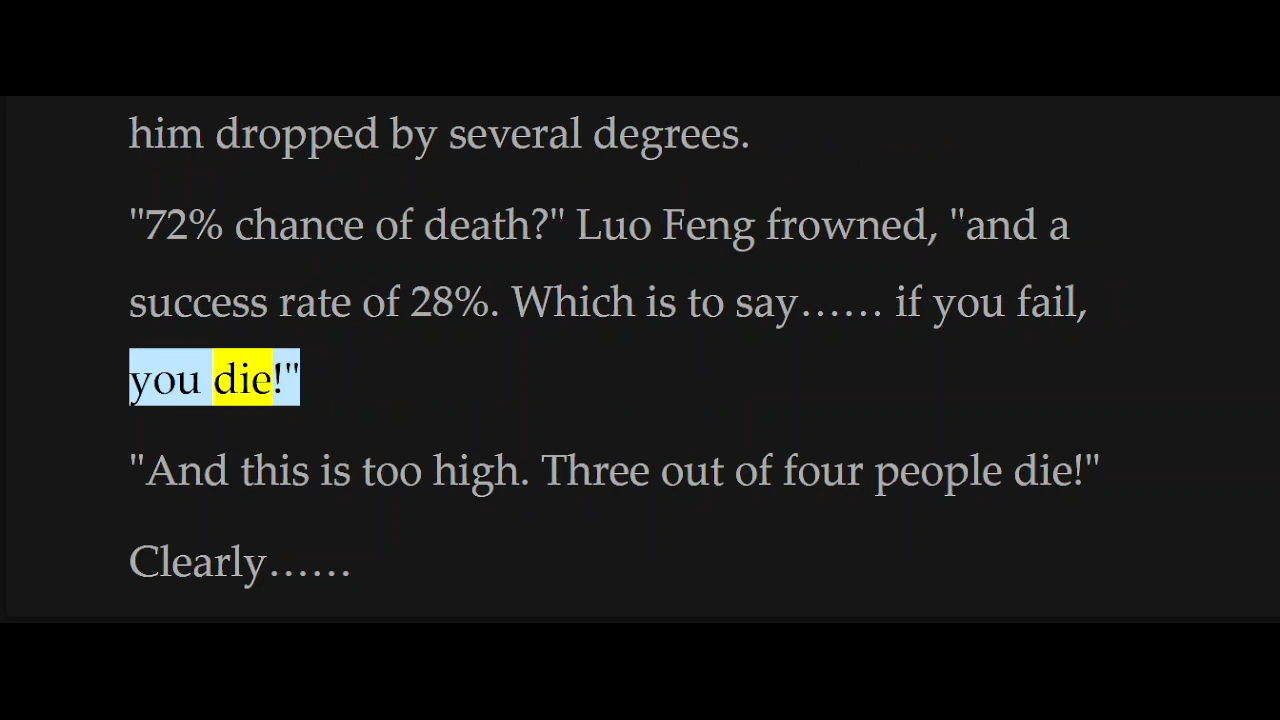 him dropped by several degrees.
"72% chance of death?" Luo Feng frowned, "and a
success rate of 28%. Which is to say…… if you fail,
you die!"
"And this is too high. Three out of four people die!"
Clearly……